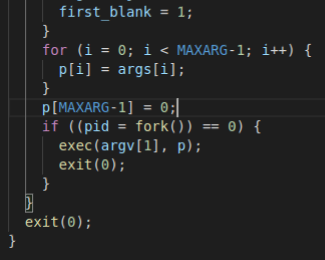 first_blank = 1;
}
for (i = 0; i < MAXARG-1; i++) {
p[i] = args[i];
}
p[MAXARG-1] = 0;
if ((pid = fork()) == 0) {
exec(argv[1], p);
exit(0);
}
}
exit(0);
}